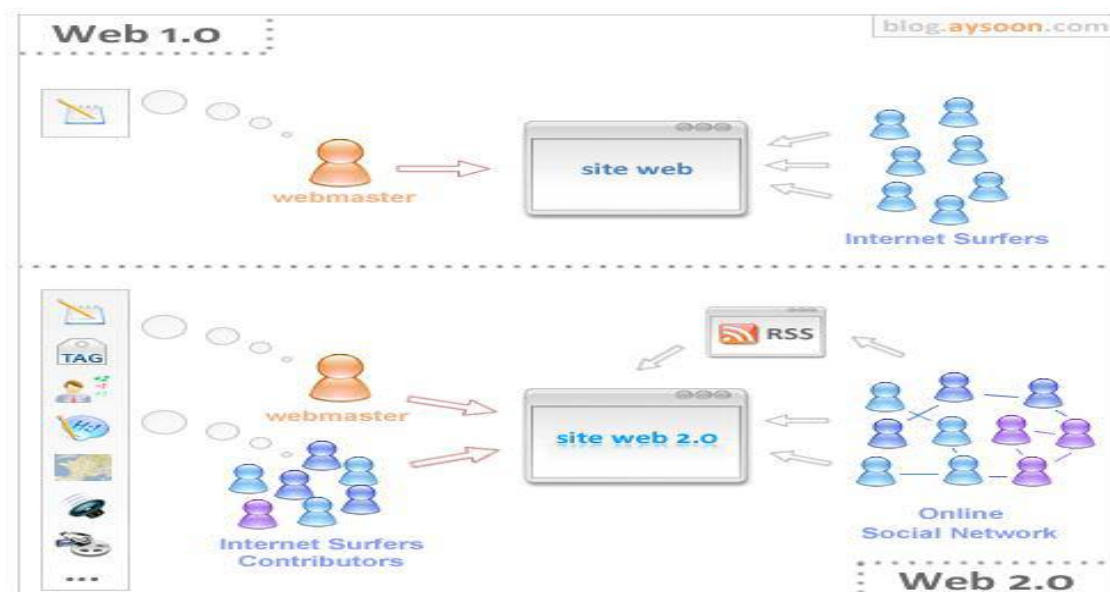 Web 1.0
blog.aysoon.com
webmaster
site web
Internet Surfers
TAG
RSS
webmaster
site web 2.0
Internet Surfers
Contributors
Online
Social Network
Web 2.0